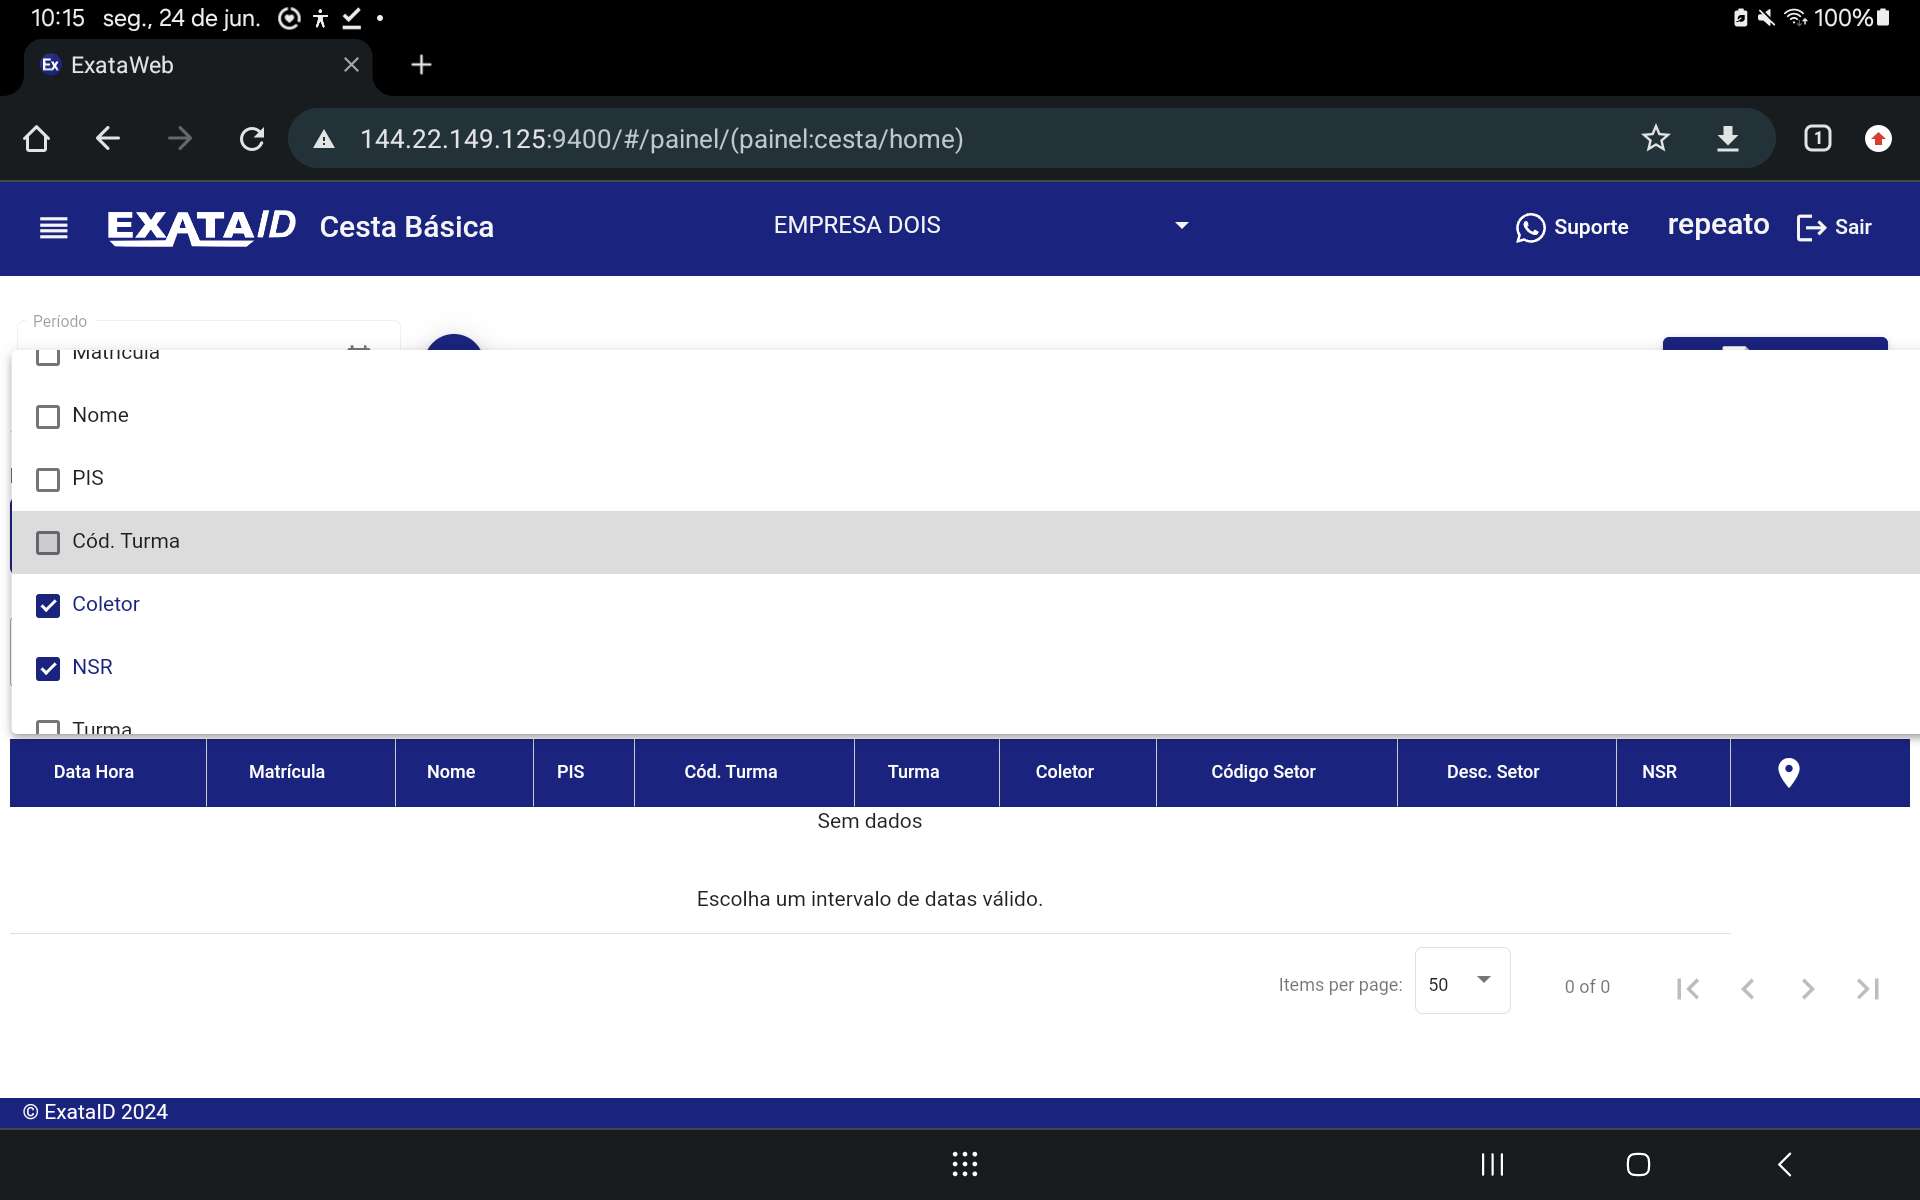 10:15 seg., 24 de jun. 100%
Ex ExataWeb
144.22.149.125:9400/#/painel/(painel:cesta/home) 1
EXATAID Cesta Básica EMPRESA DOIS Suporte repeato Sair
Período
Matrícula
Nome
PIS
Cód. Turma
Coletor
NSR
Turma
Data Hora Matrícula Nome PIS Cód. Turma Turma Coletor Código Setor Desc. Setor NSR
Sem dados
Escolha um intervalo de datas válido.
Items per page: 50 0 of 0
© ExataID 2024